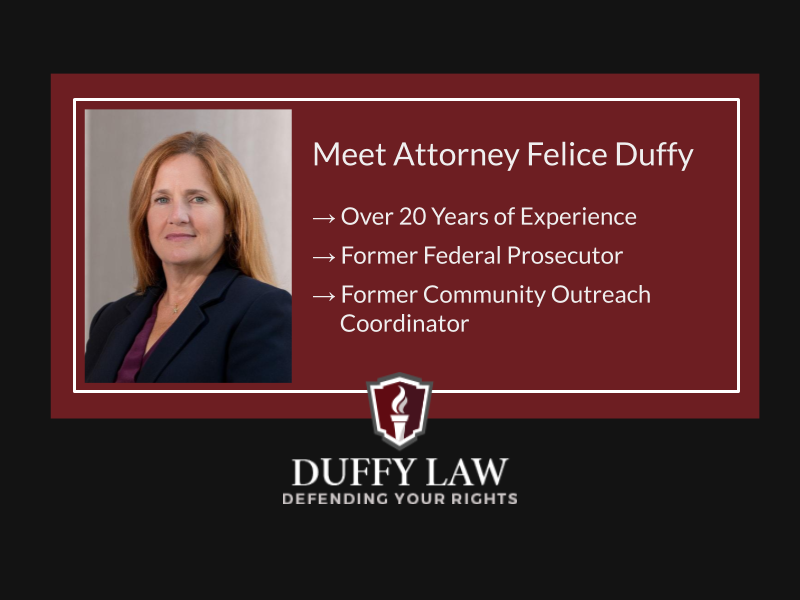 Meet Attorney Felice Duffy
→ Over 20 Years of Experience
→ Former Federal Prosecutor
→ Former Community Outreach
Coordinator
DUFFY LAW
DEFENDING YOUR RIGHTS